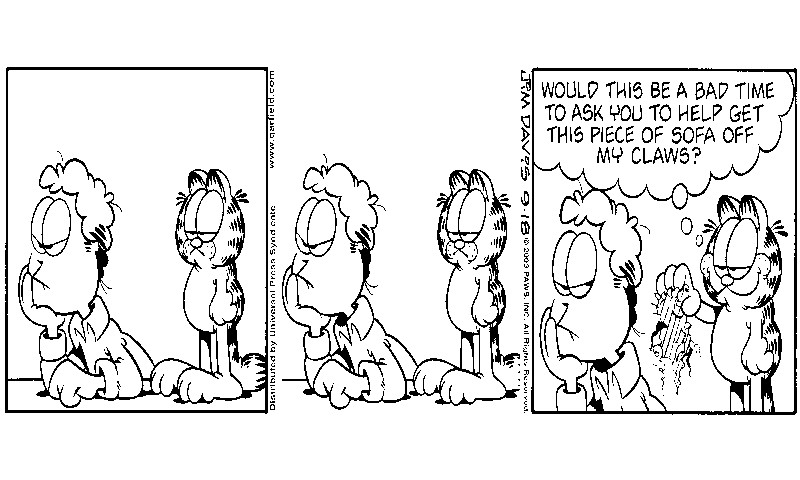 www.garfield.com
Distributed by Universal Press Syndicate
JIM DAVIS 9-18 © 2003 PAWS, INC. All Rights Reserved.
WOULD THIS BE A BAD TIME
TO ASK YOU TO HELP GET
THIS PIECE OF SOFA OFF
MY CLAWS?